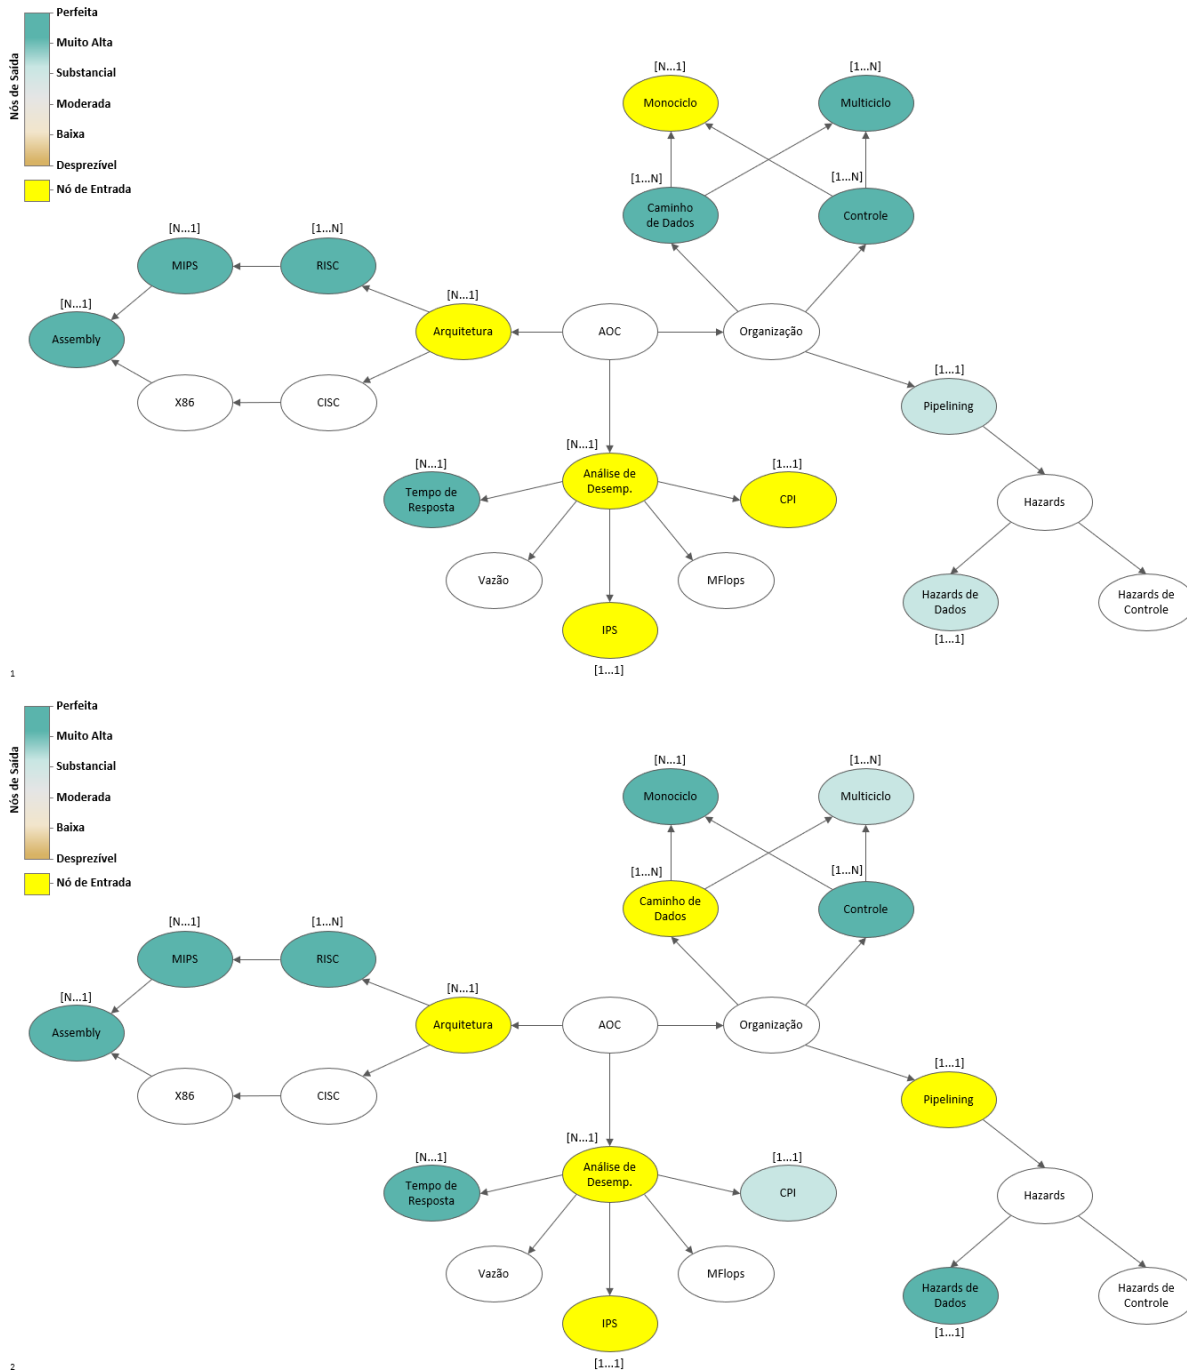 Perfeita
Muito Alta
Substancial
Moderada
Baixa
Desprezível
Nós de Saída
Nó de Entrada
[N...1]
[1...N]
Monociclo
Multiciclo
[1...N]
[1...N]
Caminho
de Dados
Controle
[N...1]
[1...N]
MIPS
RISC
[N...1]
[N...1]
Assembly
Arquitetura
AOC
Organização
X86
CISC
[1...1]
Pipelining
[N...1]
[N...1]
[1...1]
Tempo de
Resposta
Análise de
Desemp.
CPI
Hazards
Vazão
MFlops
IPS
[1...1]
Hazards de
Dados
[1...1]
Hazards de
Controle
1
Perfeita
Muito Alta
Substancial
Moderada
Baixa
Desprezível
Nós de Saída
Nó de Entrada
[N...1]
[1...N]
Monociclo
Multiciclo
[1...N]
[1...N]
Caminho de
Dados
Controle
[N...1]
[1...N]
MIPS
RISC
[N...1]
[N...1]
Assembly
Arquitetura
AOC
Organização
X86
CISC
[1...1]
Pipelining
[N...1]
[N...1]
[1...1]
Tempo de
Resposta
Análise de
Desemp.
CPI
Hazards
Vazão
MFlops
IPS
[1...1]
Hazards de
Dados
[1...1]
Hazards de
Controle
2